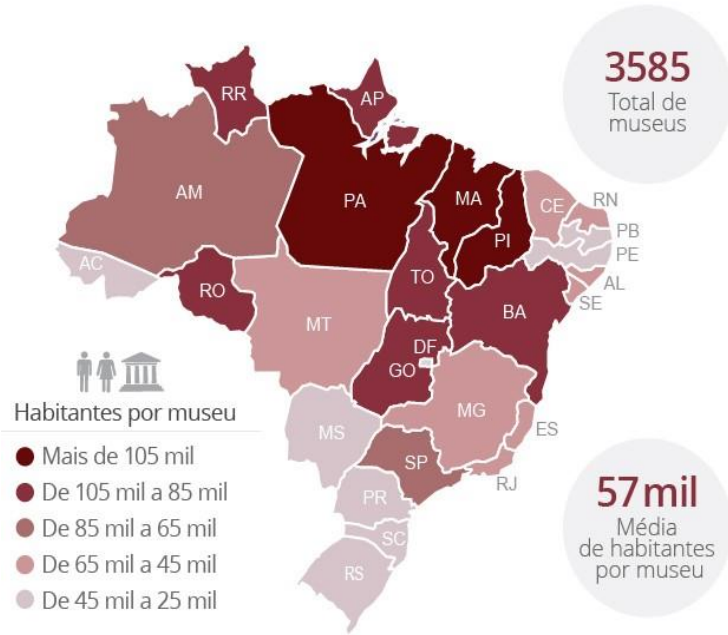 3585
Total de
museus
RR
AP
AM
PA
MA
CE
RN
PI
PB
PE
AC
AL
TO
SE
RO
BA
MT
DF
GO
MG
MS
ES
SP
RJ
PR
SC
RS
Habitantes por museu
Mais de 105 mil
De 105 mil a 85 mil
De 85 mil a 65 mil
De 65 mil a 45 mil
De 45 mil a 25 mil
57 mil
Média
de habitantes
por museu